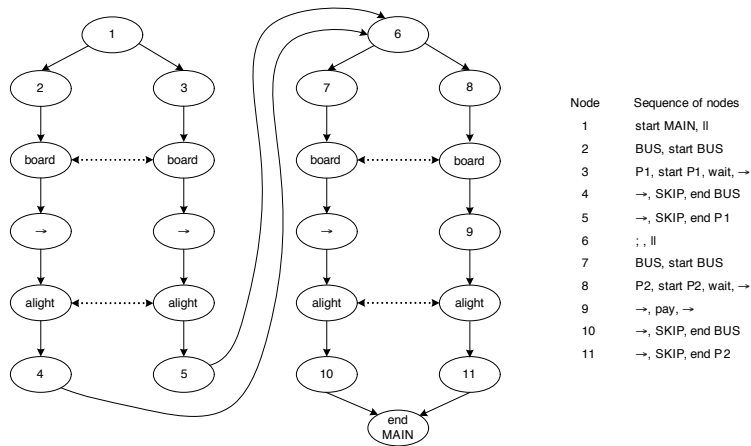 1
6
2
3
7
8
board
board
board
board
→
→
→
9
alight
alight
alight
alight
4
5
10
11
end
MAIN
Node Sequence of nodes
1 start MAIN, ||
2 BUS, start BUS
3 P1, start P1, wait, →
4 →, SKIP, end BUS
5 →, SKIP, end P1
6 ; , ||
7 BUS, start BUS
8 P2, start P2, wait, →
9 →, pay, →
10 →, SKIP, end BUS
11 →, SKIP, end P2